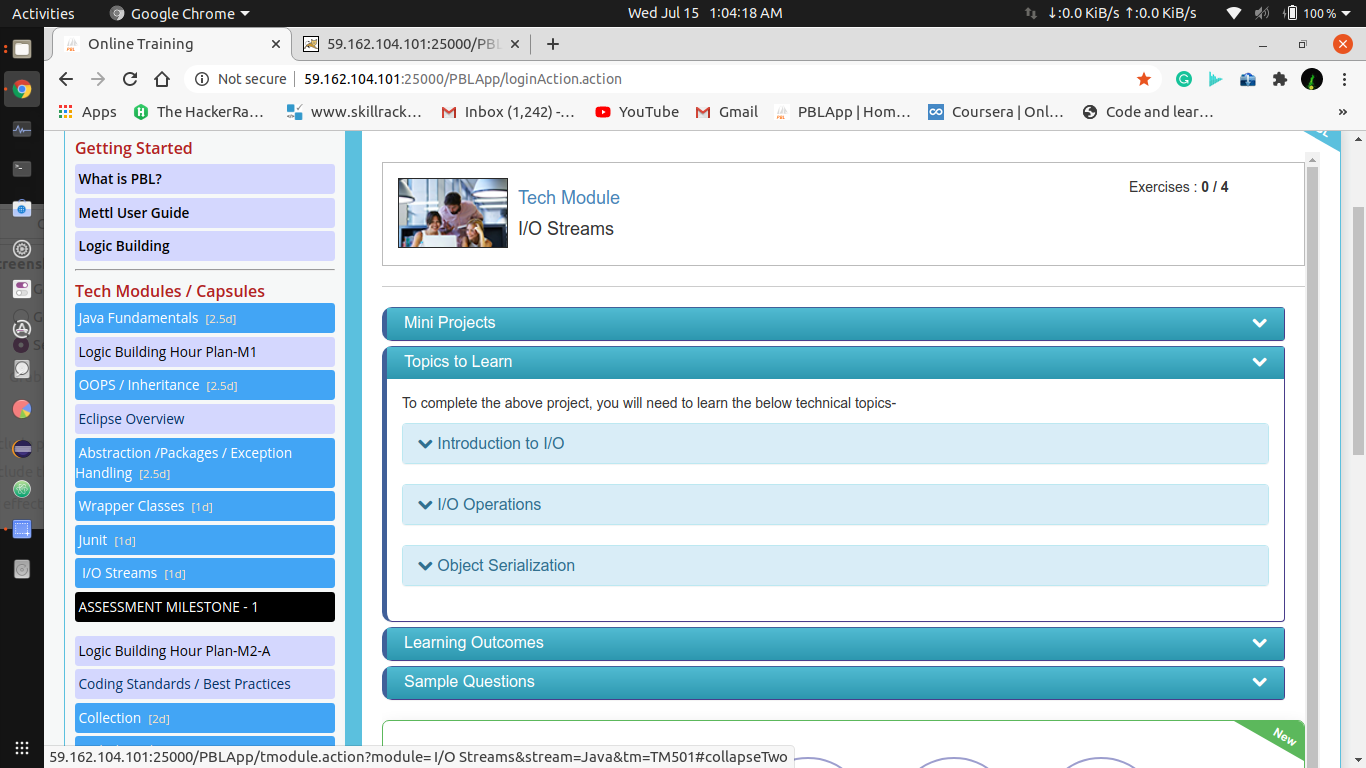 Activities
Google Chrome
Wed Jul 15 1:04:18 AM
↓:0.0 KiB/s ↑:0.0 KiB/s
100 %
Online Training
59.162.104.101:25000/PBL
Not secure
59.162.104.101:25000/PBLApp/loginAction.action
Apps
The HackerRa...
www.skillrack...
Inbox (1,242) -...
YouTube
Gmail
PBLApp | Hom...
Coursera | Onl...
Code and lear...
»
Getting Started
What is PBL?
Mettl User Guide
Logic Building
Tech Modules / Capsules
Java Fundamentals [2.5d]
Logic Building Hour Plan-M1
OOPS / Inheritance [2.5d]
Eclipse Overview
Abstraction /Packages / Exception
Handling [2.5d]
Wrapper Classes [1d]
Junit [1d]
I/O Streams [1d]
ASSESSMENT MILESTONE - 1
Logic Building Hour Plan-M2-A
Coding Standards / Best Practices
Collection [2d]
Tech Module
I/O Streams
Exercises : 0 / 4
Mini Projects
Topics to Learn
To complete the above project, you will need to learn the below technical topics-
Introduction to I/O
I/O Operations
Object Serialization
Learning Outcomes
Sample Questions
New
59.162.104.101:25000/PBLApp/tmodule.action?module= I/O Streams&stream=Java&tm=TM501#collapseTwo